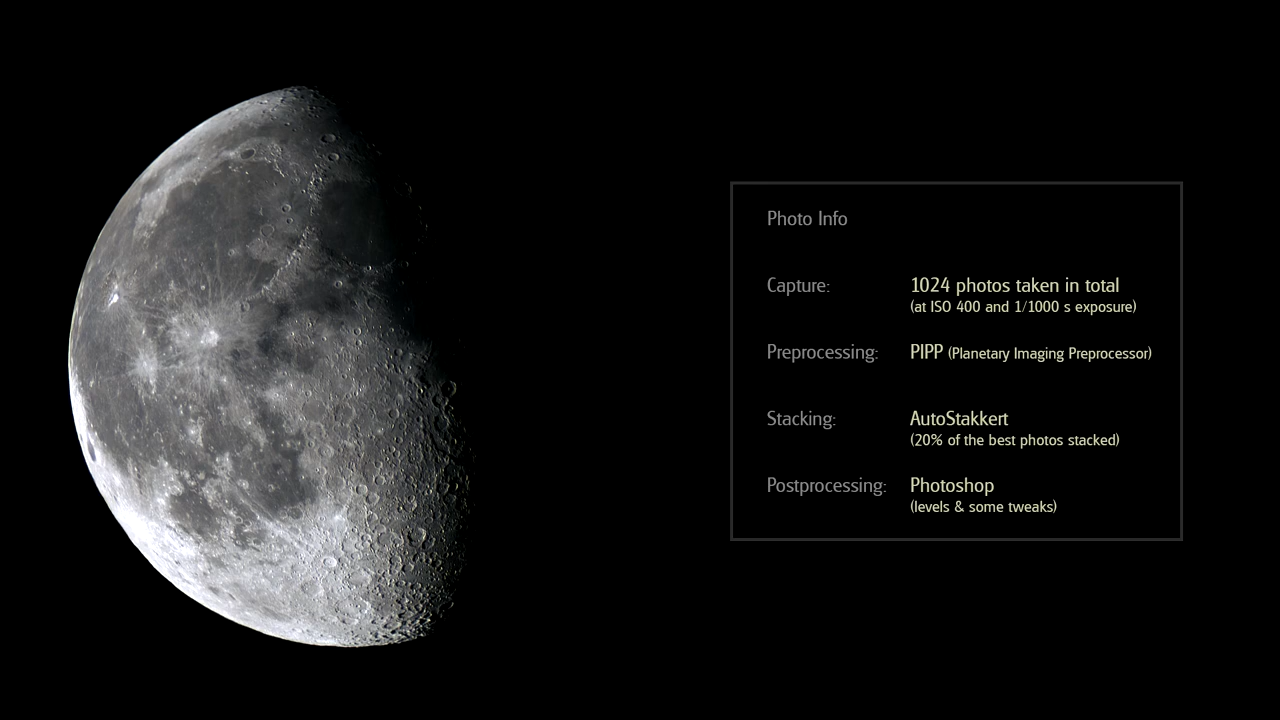 Photo Info
Capture: 1024 photos taken in total
(at ISO 400 and 1/1000 s exposure)
Preprocessing: PIPP (Planetary Imaging Preprocessor)
Stacking: AutoStakkert
(20% of the best photos stacked)
Postprocessing: Photoshop
(levels & some tweaks)